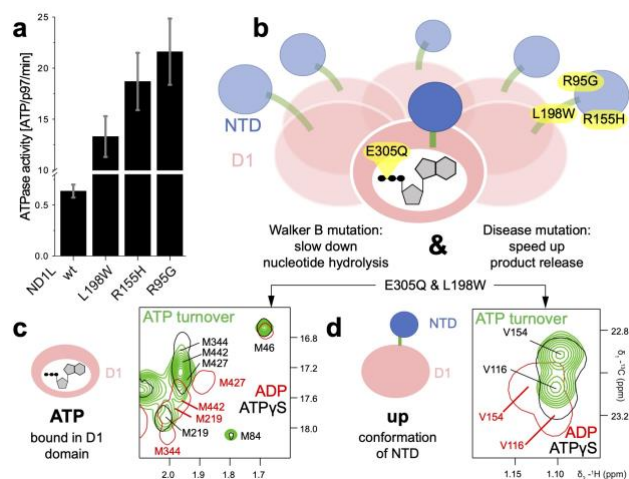 a
ATPase activity [ATP/p97/min]
25
20
15
10
0.5
0
ND1L
wt
L198W
R155H
R95G
b
NTD
D1
R95G
L198W
R155H
E305Q
Walker B mutation:
slow down
nucleotide hydrolysis
&
Disease mutation:
speed up
product release
E305Q & L198W
c
D1
ATP
bound in D1
domain
ATP turnover
M344
M442
M427
M46
M427
M442
M219
M219
M344
M84
ADP
ATPγS
16.8
17.2
17.6
18.0
2.0
1.9
1.8
1.7
d
NTD
D1
up
conformation
of NTD
ATP turnover
V154
V116
V154
V116
ADP
ATPγS
22.8
23.2
δ₁ -¹³C (ppm)
1.15
1.10
δ₃ -¹H (ppm)